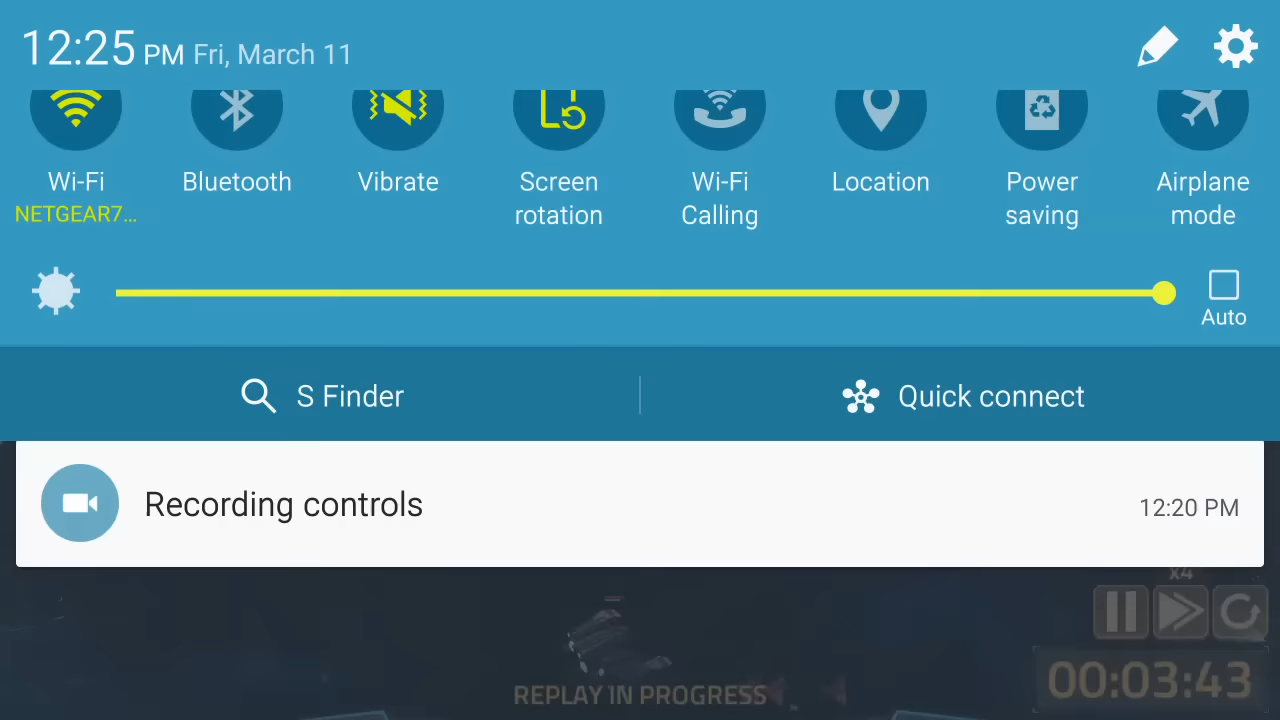 12:25 PM Fri, March 11
Wi-Fi
NETGEAR7...
Bluetooth
Vibrate
Screen
rotation
Wi-Fi
Calling
Location
Power
saving
Airplane
mode
Auto
S Finder
Quick connect
Recording controls
12:20 PM
x4
REPLAY IN PROGRESS
00:03:43